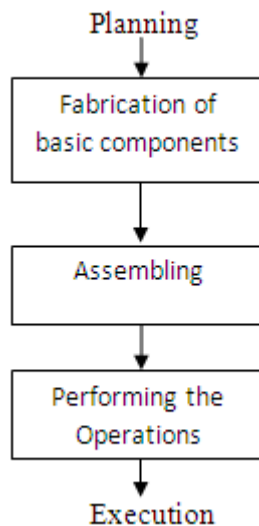 Planning
Fabrication of
basic components
Assembling
Performing the
Operations
Execution